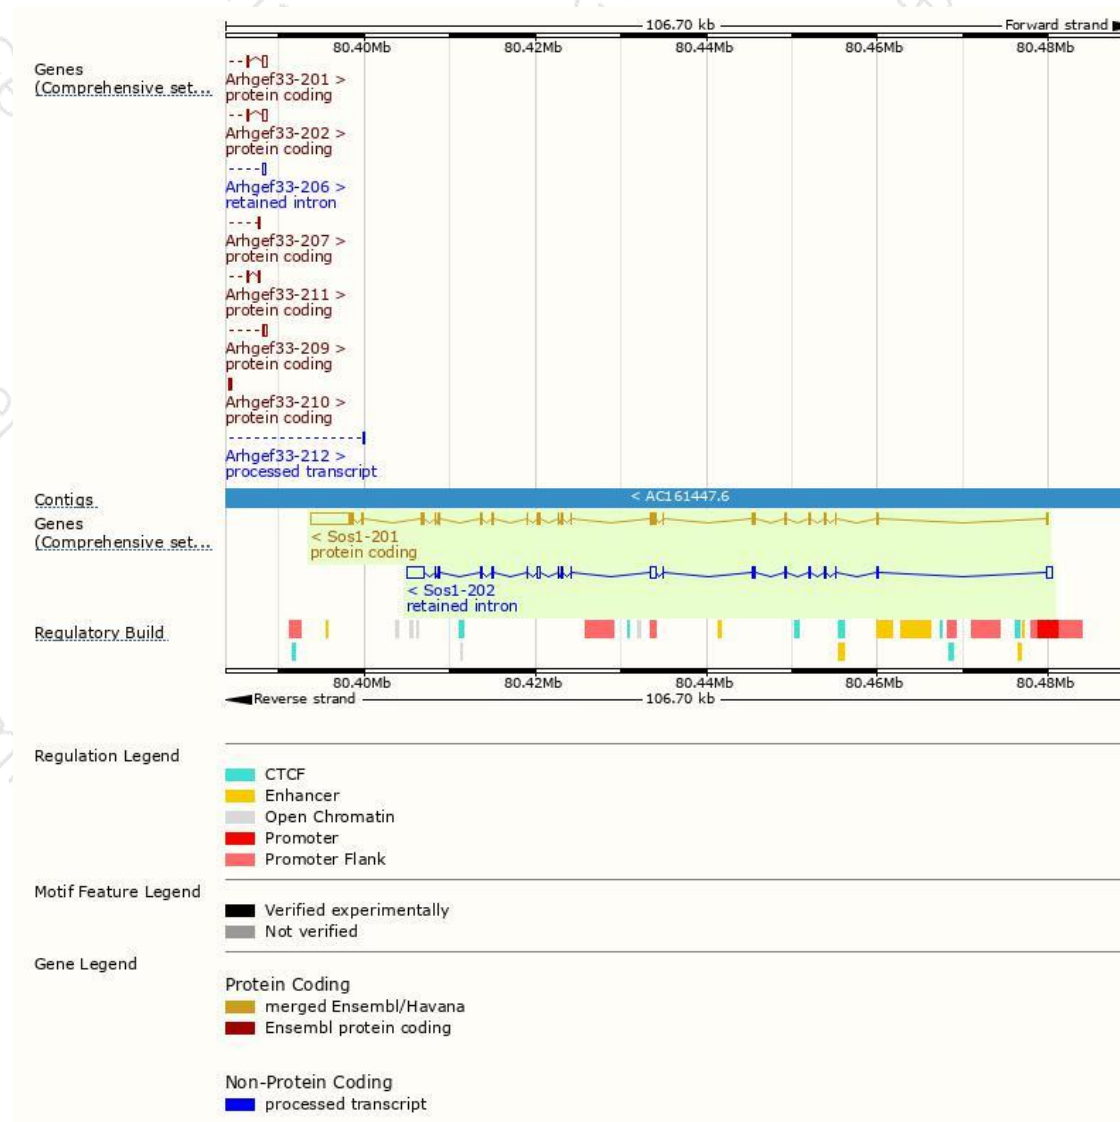 106.70 kb Forward strand
80.40Mb 80.42Mb 80.44Mb 80.46Mb 80.48Mb
Genes
(Comprehensive set...
Arhgef33-201 >
protein coding
Arhgef33-202 >
protein coding
Arhgef33-206 >
retained intron
Arhgef33-207 >
protein coding
Arhgef33-211 >
protein coding
Arhgef33-209 >
protein coding
Arhgef33-210 >
protein coding
Arhgef33-212 >
processed transcript
Contigs
< AC161447.6
Genes
(Comprehensive set...
< Sos1-201
protein coding
< Sos1-202
retained intron
Regulatory Build
80.40Mb 80.42Mb 80.44Mb 80.46Mb 80.48Mb
Reverse strand 106.70 kb
Regulation Legend
CTCF
Enhancer
Open Chromatin
Promoter
Promoter Flank
Motif Feature Legend
Verified experimentally
Not verified
Gene Legend
Protein Coding
merged Ensembl/Havana
Ensembl protein coding
Non-Protein Coding
processed transcript